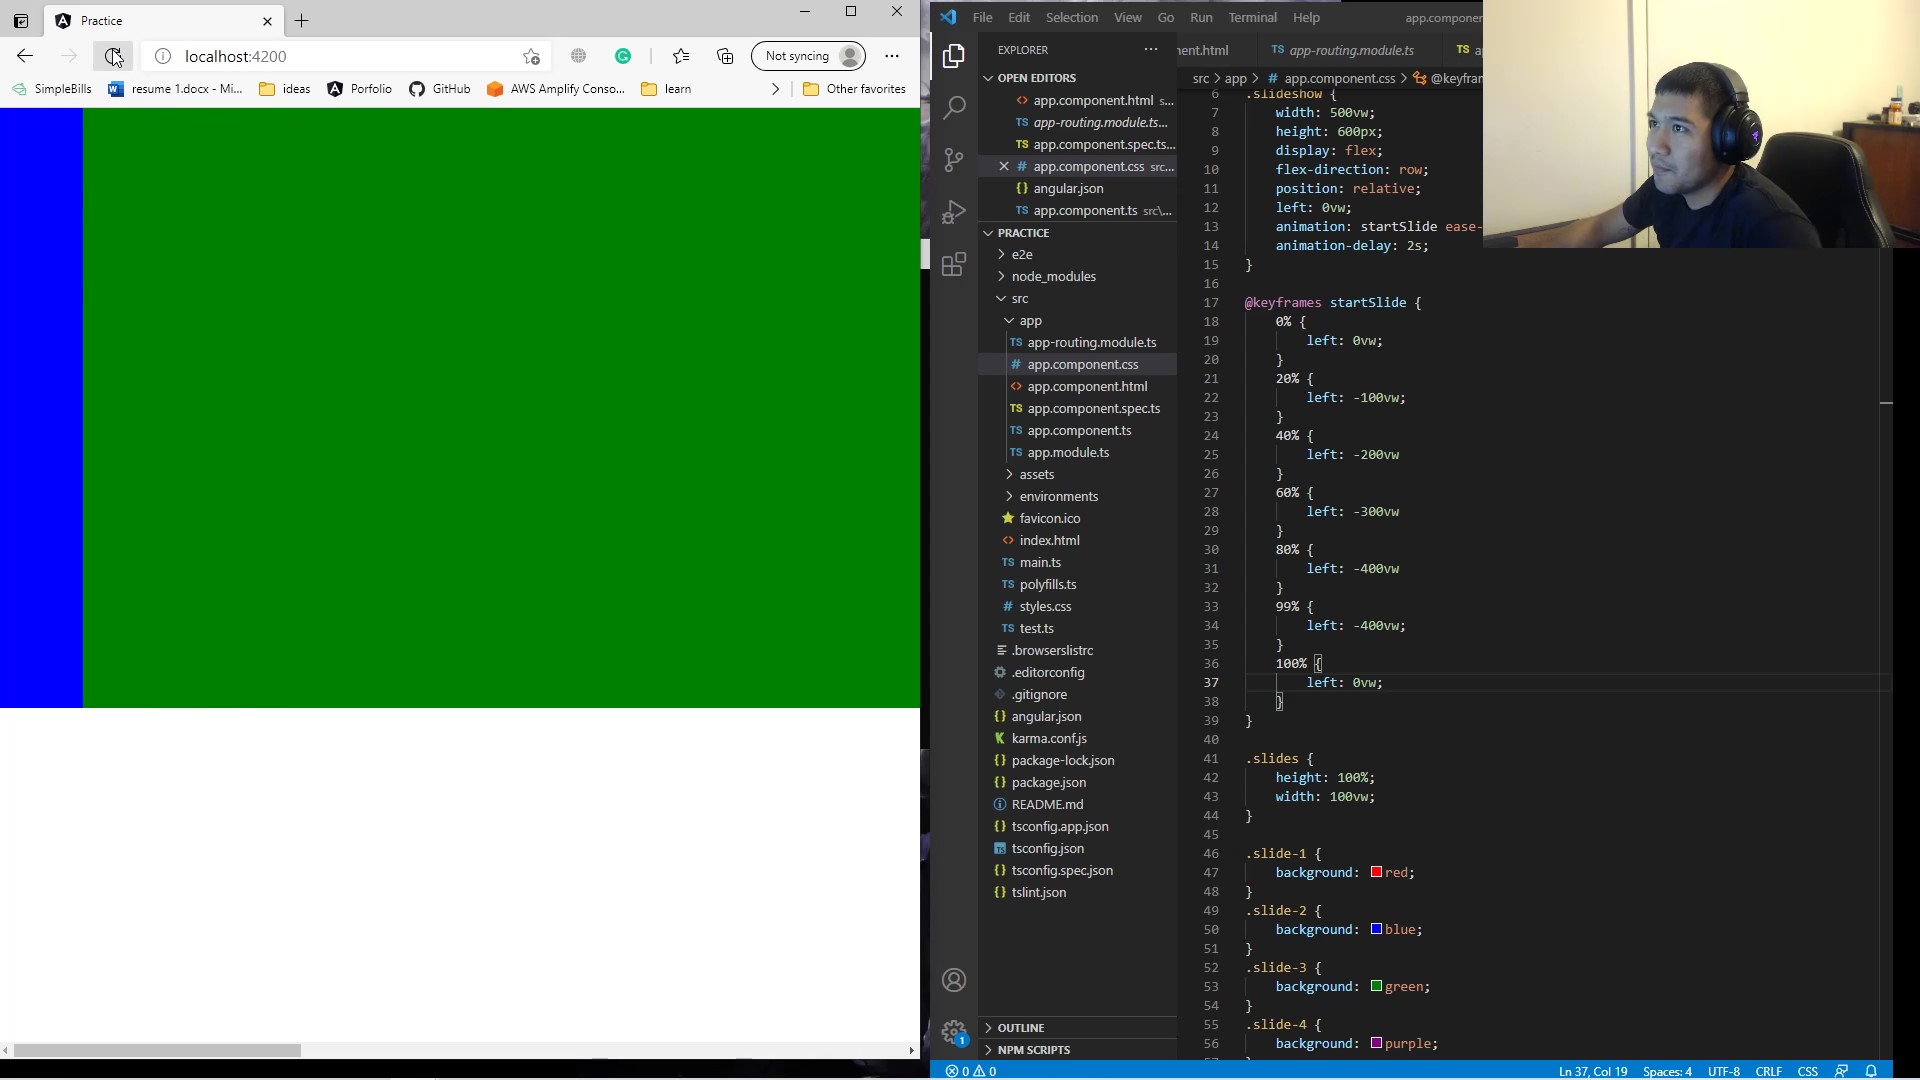 Practice
localhost:4200
Not syncing
SimpleBills
resume 1.docx - Mi...
ideas
Porfolio
GitHub
AWS Amplify Conso...
learn
Other favorites
File Edit Selection View Go Run Terminal Help
app.componen
EXPLORER
OPEN EDITORS
app.component.html s...
app-routing.module.ts...
app.component.spec.ts...
app.component.css src...
angular.json
app.component.ts src\...
PRACTICE
e2e
node_modules
src
app
app-routing.module.ts
app.component.css
app.component.html
app.component.spec.ts
app.component.ts
app.module.ts
assets
environments
favicon.ico
index.html
main.ts
polyfills.ts
styles.css
test.ts
.browserslistrc
.editorconfig
.gitignore
angular.json
karma.conf.js
package-lock.json
package.json
README.md
tsconfig.app.json
tsconfig.json
tsconfig.spec.json
tslint.json
OUTLINE
NPM SCRIPTS
nent.html
app-routing.module.ts
src > app > # app.component.css > @keyfran
6 .slideshow {
7 width: 500vw;
8 height: 600px;
9 display: flex;
10 flex-direction: row;
11 position: relative;
12 left: 0vw;
13 animation: startSlide ease-
14 animation-delay: 2s;
15 }
16
17 @keyframes startSlide {
18 0% {
19 left: 0vw;
20 }
21 20% {
22 left: -100vw;
23 }
24 40% {
25 left: -200vw
26 }
27 60% {
28 left: -300vw
29 }
30 80% {
31 left: -400vw
32 }
33 99% {
34 left: -400vw;
35 }
36 100% {
37 left: 0vw;
38 }
39 }
40
41 .slides {
42 height: 100%;
43 width: 100vw;
44 }
45
46 .slide-1 {
47 background: red;
48 }
49 .slide-2 {
50 background: blue;
51 }
52 .slide-3 {
53 background: green;
54 }
55 .slide-4 {
56 background: purple;
0 0
Ln 37, Col 19 Spaces: 4 UTF-8 CRLF CSS
1